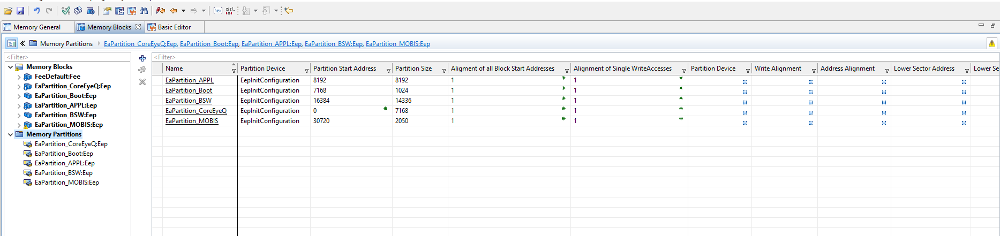 [hex]
Memory General
Memory Blocks
Basic Editor
Memory Partitions EaPartition_CoreEyeQ:Eep, EaPartition_Boot:Eep, EaPartition_APPL:Eep, EaPartition_BSW:Eep, EaPartition_MOBIS:Eep
<Filter>
Memory Blocks
FeeDefault:Fee
EaPartition_CoreEyeQ:Eep
EaPartition_Boot:Eep
EaPartition_APPL:Eep
EaPartition_BSW:Eep
EaPartition_MOBIS:Eep
Memory Partitions
EaPartition_CoreEyeQ:Eep
EaPartition_Boot:Eep
EaPartition_APPL:Eep
EaPartition_BSW:Eep
EaPartition_MOBIS:Eep
<Filter>
Name Partition Device Partition Start Address Partition Size Aligment of all Block Start Addresses Alignment of Single WriteAccesses Partition Device Write Alignment Address Alignment Lower Sector Address Lower Se
EaPartition_APPL EepInitConfiguration 8192 8192 1 * 1 *
EaPartition_Boot EepInitConfiguration 7168 1024 1 * 1 *
EaPartition_BSW EepInitConfiguration 16384 14336 1 * 1 *
EaPartition_CoreEyeQ EepInitConfiguration 0 * 7168 1 * 1 *
EaPartition_MOBIS EepInitConfiguration 30720 2050 1 * 1 *